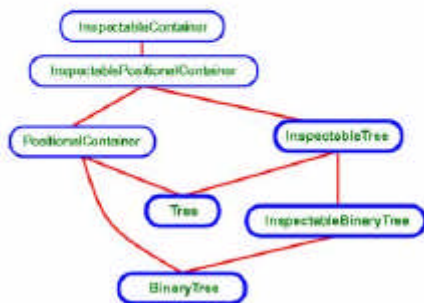 InspectableContainer
InspectablePositionalContainer
PositionalContainer
InspectableTree
Tree
InspectableBinaryTree
BinaryTree